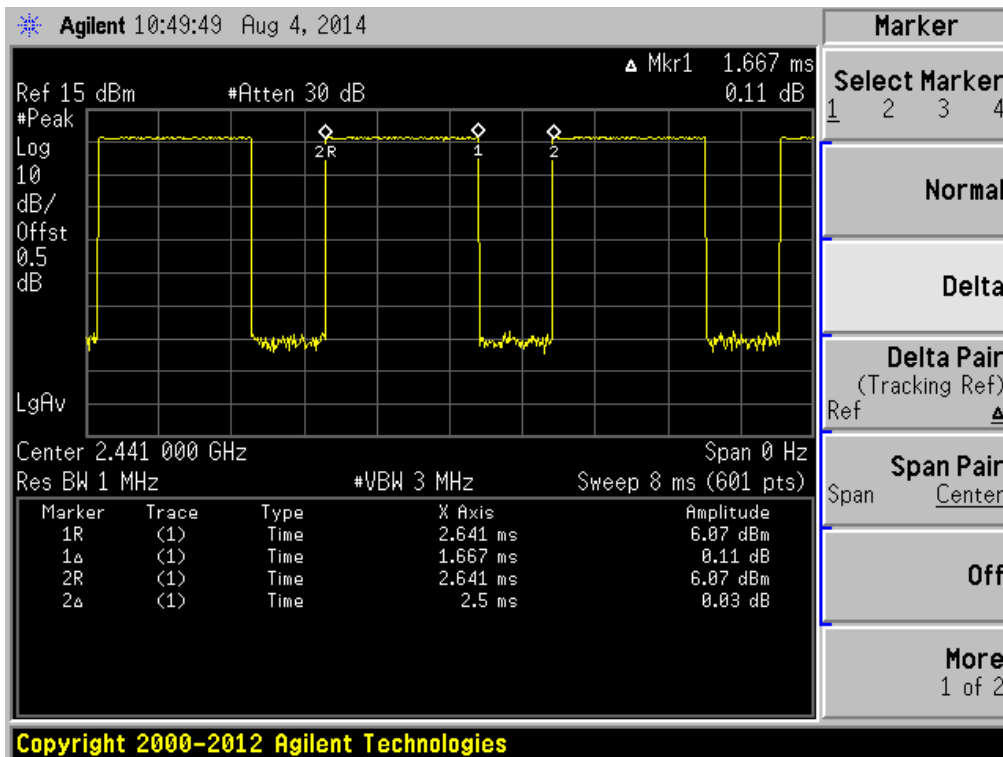 Agilent 10:49:49 Aug 4, 2014
Δ Mkr1 1.667 ms
Ref 15 dBm #Atten 30 dB 0.11 dB
#Peak
Log
10
dB/
Offst
0.5
dB
LgAv
2R 1 2
Center 2.441 000 GHz Span 0 Hz
Res BW 1 MHz #VBW 3 MHz Sweep 8 ms (601 pts)
Marker Trace Type X Axis Amplitude
1R (1) Time 2.641 ms 6.07 dBm
1Δ (1) Time 1.667 ms 0.11 dB
2R (1) Time 2.641 ms 6.07 dBm
2Δ (1) Time 2.5 ms 0.03 dB
Marker
Select Marker
1 2 3 4
Normal
Delta
Delta Pair
(Tracking Ref)
Ref Δ
Span Pair
Span Center
Off
More
1 of 2
Copyright 2000-2012 Agilent Technologies